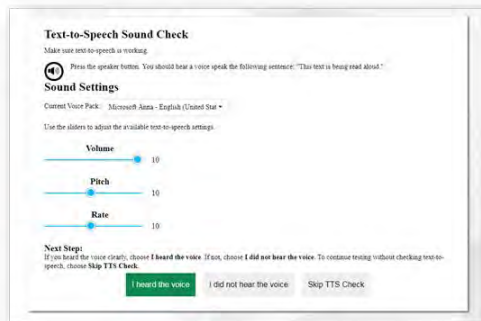 Text-to-Speech Sound Check
Make sure text-to-speech is working.
Press the speaker button. You should hear a voice speak the following sentence: "This text is being read aloud."
Sound Settings
Current Voice Pack: Microsoft Anna - English (United Stat
Use the sliders to adjust the available text-to-speech settings.
Volume
10
Pitch
10
Rate
10
Next Step:
If you heard the voice clearly, choose I heard the voice. If not, choose I did not hear the voice. To continue testing without checking text-to-
speech, choose Skip TTS Check.
I heard the voice I did not hear the voice Skip TTS Check